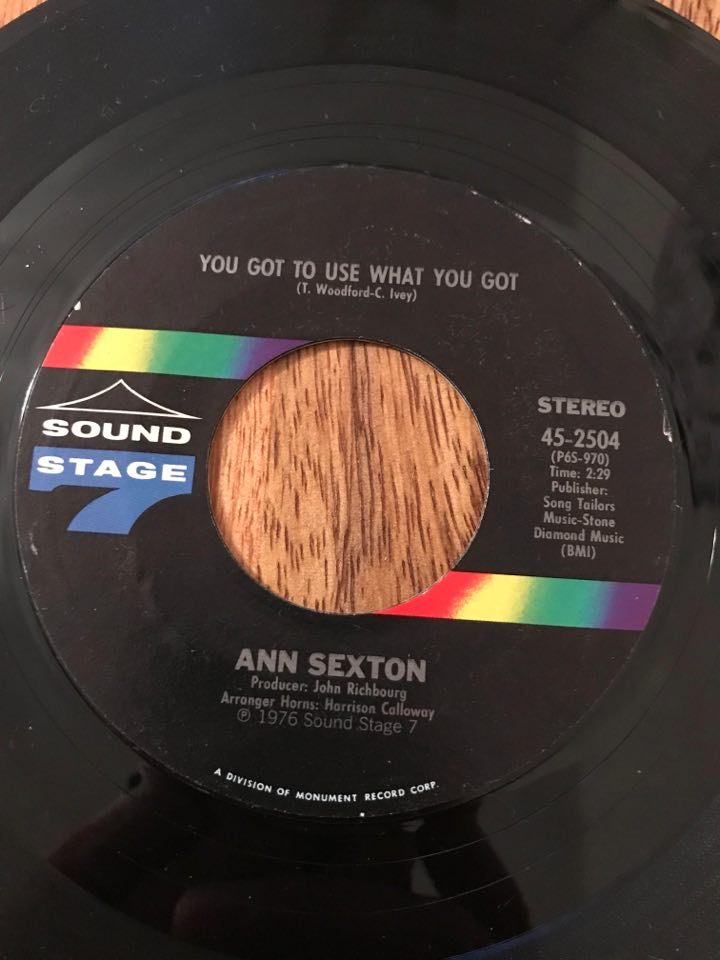 YOU GOT TO USE WHAT YOU GOT
(T. Woodford-C. Ivey)
SOUND
STAGE
7
STEREO
45-2504
(P6S-970)
Time: 2:29
Publisher:
Song Tailors
Music-Stone
Diamond Music
(BMI)
ANN SEXTON
Producer: John Richbourg
Arranger Horns: Harrison Calloway
℗ 1976 Sound Stage 7
A DIVISION OF MONUMENT RECORD CORP.